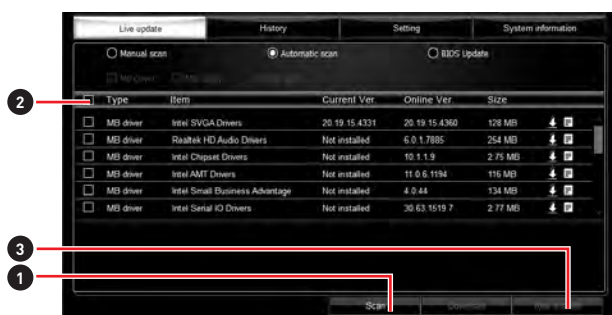 Live update History Setting System information
Manual scan Automatic scan BIOS Update
2
Type Item Current Ver. Online Ver. Size
MB driver Intel SVGA Drivers 20.19.15.4331 20.19.15.4360 128 MB
MB driver Realtek HD Audio Drivers Not installed 6.0.1.7885 254 MB
MB driver Intel Chipset Drivers Not installed 10.1.1.9 2.75 MB
MB driver Intel AMT Drivers Not installed 11.0.6.1194 116 MB
MB driver Intel Small Business Advantage Not installed 4.0.44 134 MB
MB driver Intel Serial IO Drivers Not installed 30.63.1519.7 2.77 MB
3
1
Scan Download